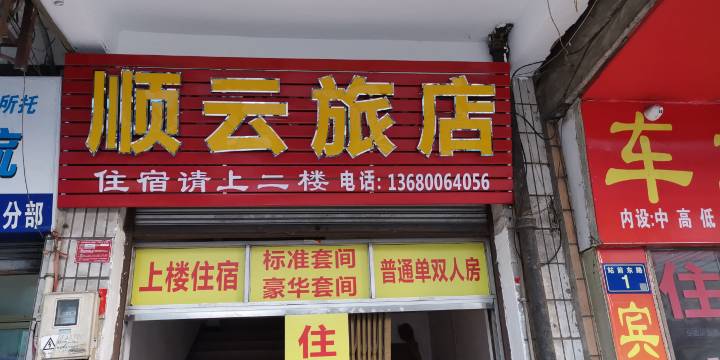 顺云旅店
住宿请上二楼 电话: 13680064056
上楼住宿
标准套间
豪华套间
普通单双人房
住
所托
分部
车
内设:中 高 低
住
站前东路
1
宾